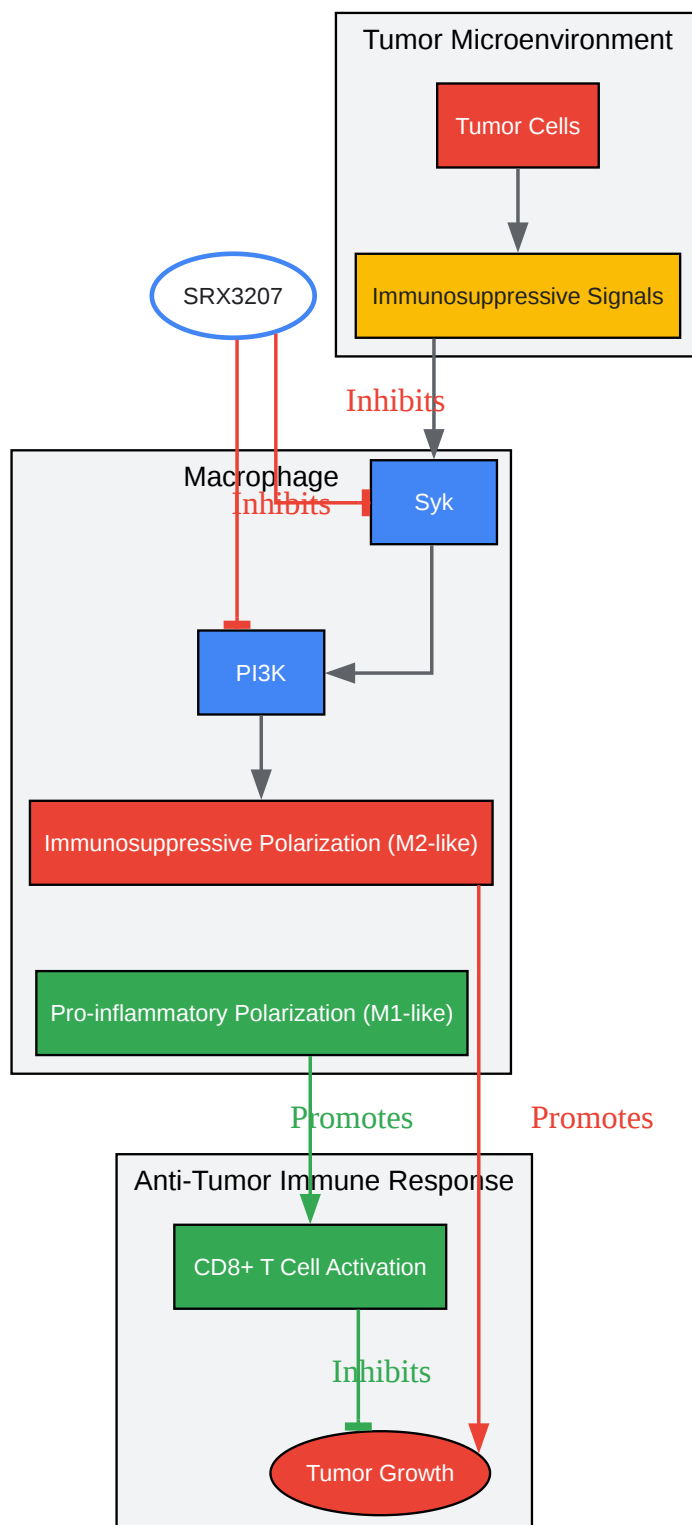 Tumor Microenvironment
Tumor Cells
SRX3207
Immunosuppressive Signals
Inhibits
Macrophage
Inhibits
Syk
PI3K
Immunosuppressive Polarization (M2-like)
Pro-inflammatory Polarization (M1-like)
Promotes
Promotes
Anti-Tumor Immune Response
CD8+ T Cell Activation
Inhibits
Tumor Growth